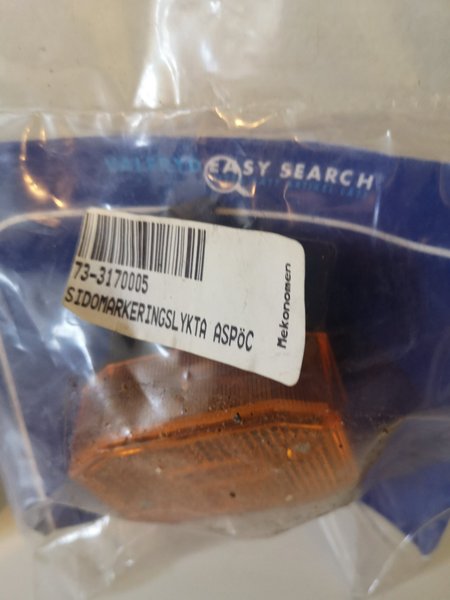 EASY SEARCH
73-3170005
SIDOMARKERINGSLYKTA ASPöC
Mekonomen